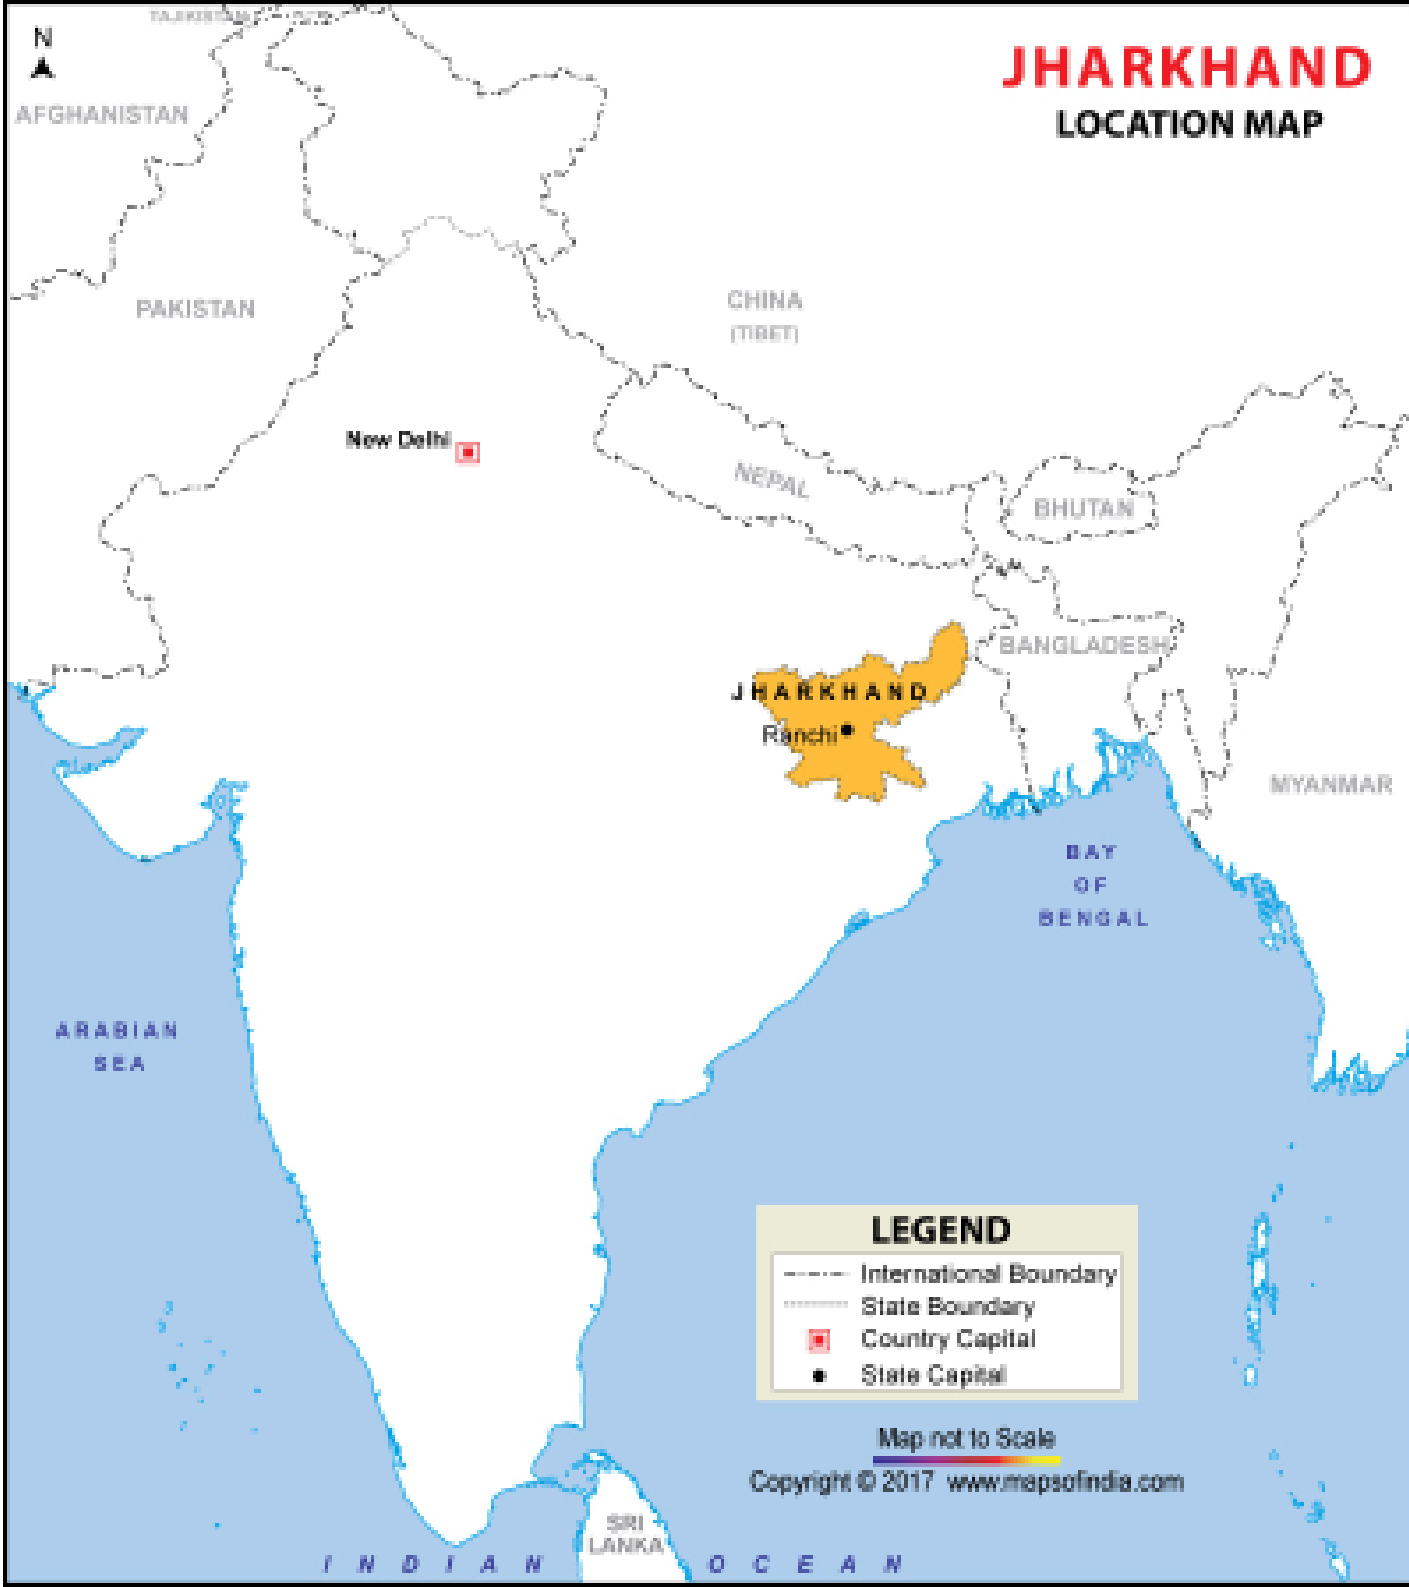 TAJIKISTAN
N
JHARKHAND
LOCATION MAP
AFGHANISTAN
PAKISTAN
CHINA
(TIBET)
New Delhi
NEPAL
BHUTAN
BANGLADESH
JHARKHAND
Ranchi
MYANMAR
BAY
OF
BENGAL
ARABIAN
SEA
LEGEND
International Boundary
State Boundary
Country Capital
State Capital
Map not to Scale
Copyright © 2017 www.mapsofindia.com
SRI
LANKA
INDIAN OCEAN